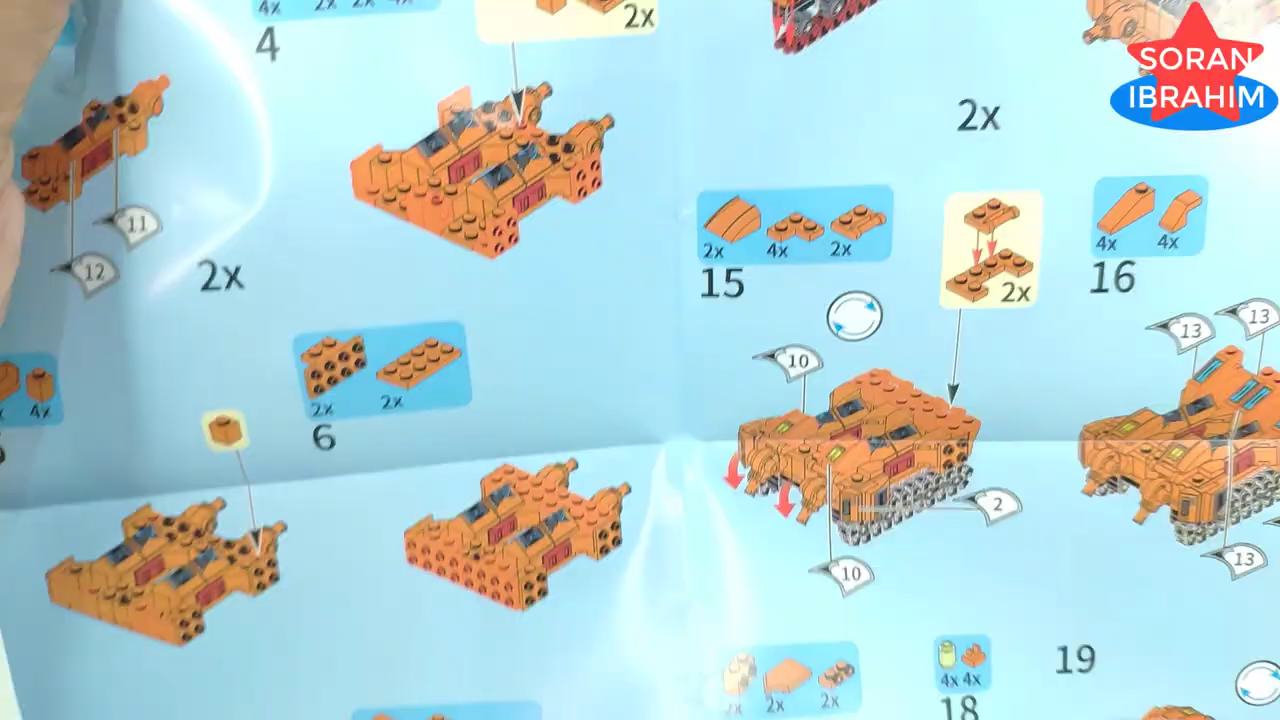 4x 2x 2x 4x
4
2x
11
12
2x
4x
2x 2x
6
2x
2x 4x 2x
15
2x
10
2
10
4x 4x
16
13 13
13
2x 2x
4x 4x
18
19
SORAN
IBRAHIM